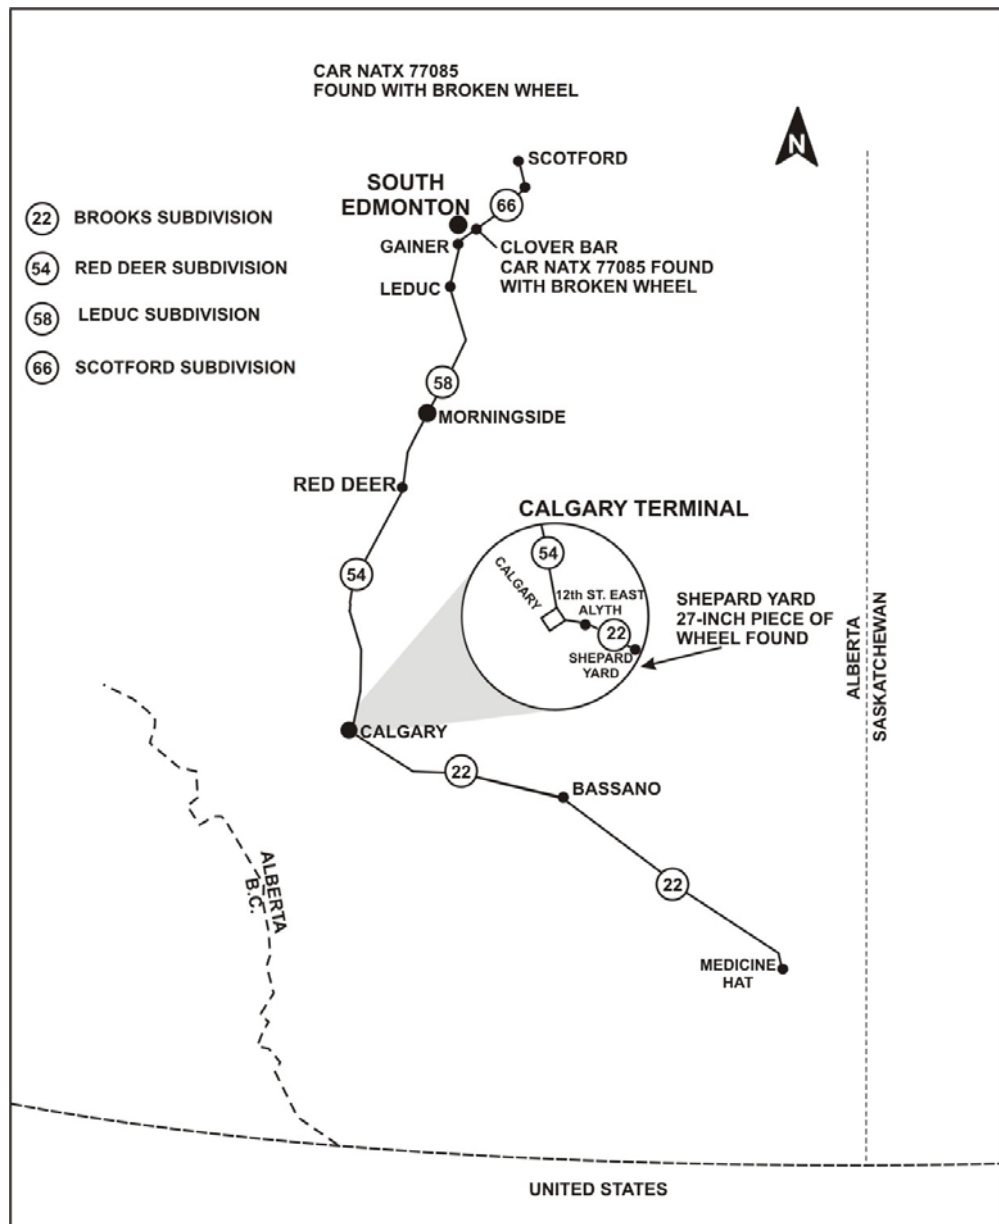 CAR NATX 77085
FOUND WITH BROKEN WHEEL
N
SCOTFORD
SOUTH
EDMONTON
66
22 BROOKS SUBDIVISION
GAINER
CLOVER BAR
CAR NATX 77085 FOUND
WITH BROKEN WHEEL
54 RED DEER SUBDIVISION
LEDUC
58 LEDUC SUBDIVISION
66 SCOTFORD SUBDIVISION
58
MORNINGSIDE
RED DEER
CALGARY TERMINAL
54
CALGARY
54
12th ST. EAST
ALYTH
22
SHEPARD
YARD
SHEPARD YARD
27-INCH PIECE OF
WHEEL FOUND
ALBERTA
SASKATCHEWAN
CALGARY
22
BASSANO
ALBERTA
B.C.
22
MEDICINE
HAT
UNITED STATES